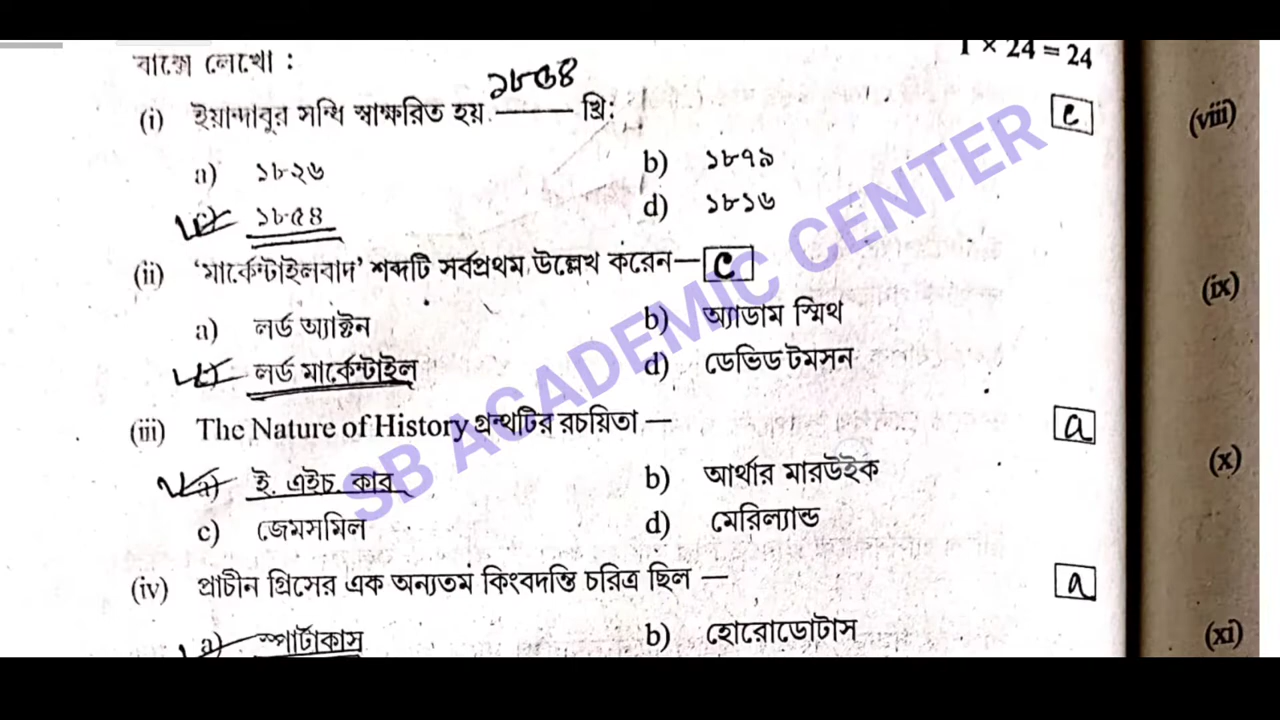 বাক্সে লেখো :
1 × 24 = 24
১৮৫৪
(i) ইয়ান্দাবুর সন্ধি স্বাক্ষরিত হয় ——— খ্রি:
c
a) ১৮২৬ b) ১৮৭৯
c) ১৮৫৪ d) ১৮১৬
(ii) ‘মার্কেন্টাইলবাদ’ শব্দটি সর্বপ্রথম উল্লেখ করেন— c
a) লর্ড অ্যাক্টন b) অ্যাডাম স্মিথ
c) লর্ড মার্কেন্টাইল d) ডেভিড টমসন
(iii) The Nature of History গ্রন্থটির রচয়িতা — a
a) ই. এইচ. কার b) আর্থার মারউইক
c) জেমসমিল d) মেরিল্যান্ড
(iv) প্রাচীন গ্রিসের এক অন্যতম কিংবদন্তি চরিত্র ছিল — a
a) স্পার্টাকাস b) হেরোডোটাস
(viii)
(ix)
(x)
(xi)
SB ACADEMIC CENTER